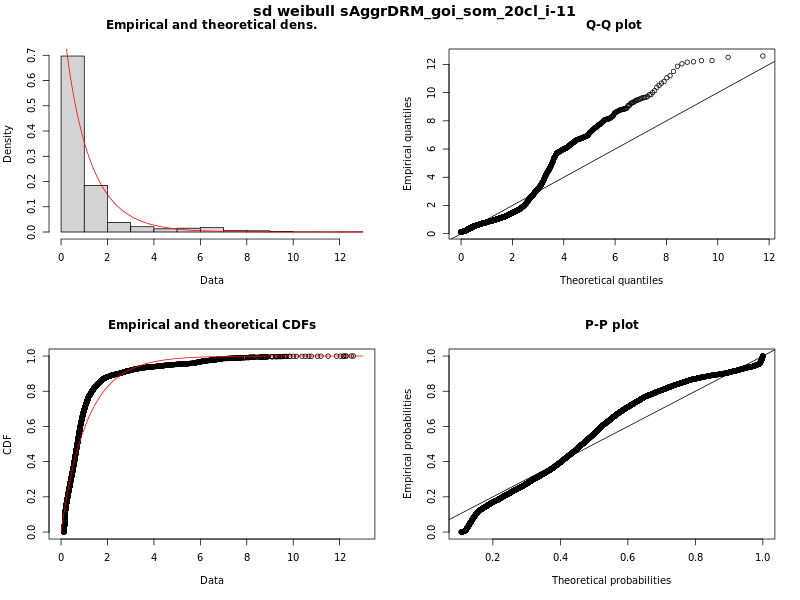 sd weibull sAggrDRM_goi_som_20cl_i-11
Empirical and theoretical dens.
Density
0.0 0.1 0.2 0.3 0.4 0.5 0.6 0.7
0 2 4 6 8 10 12
Data
Q-Q plot
Empirical quantiles
0 2 4 6 8 10 12
0 2 4 6 8 10 12
Theoretical quantiles
Empirical and theoretical CDFs
CDF
0.0 0.2 0.4 0.6 0.8 1.0
0 2 4 6 8 10 12
Data
P-P plot
Empirical probabilities
0.0 0.2 0.4 0.6 0.8 1.0
0.2 0.4 0.6 0.8 1.0
Theoretical probabilities